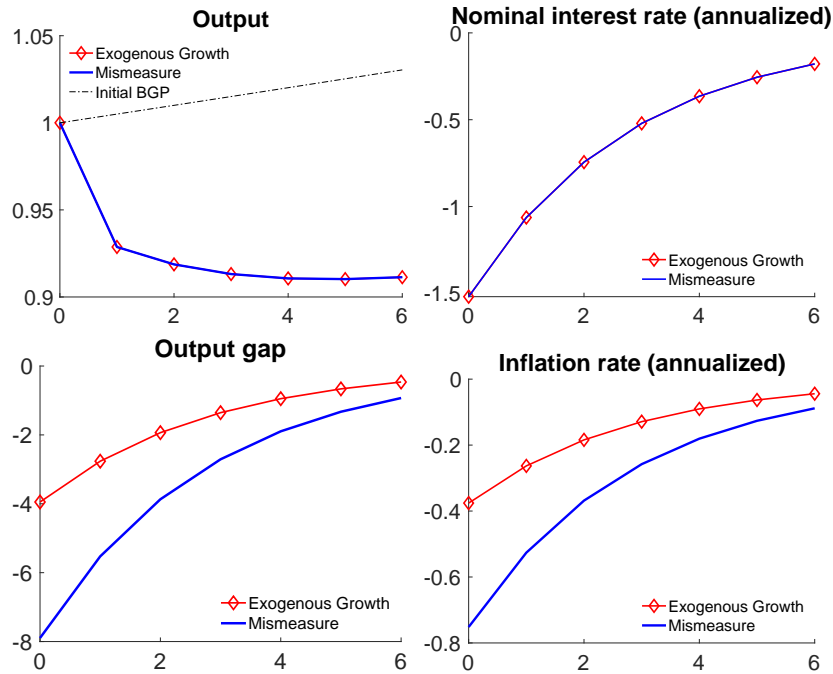 Output
1.05
1
0.95
0.9
0
2
4
6
Exogenous Growth
Mismeasure
Initial BGP
Nominal interest rate (annualized)
0
-0.5
-1
-1.5
0
2
4
6
Exogenous Growth
Mismeasure
Output gap
0
-2
-4
-6
-8
0
2
4
6
Exogenous Growth
Mismeasure
Inflation rate (annualized)
0
-0.2
-0.4
-0.6
-0.8
0
2
4
6
Exogenous Growth
Mismeasure